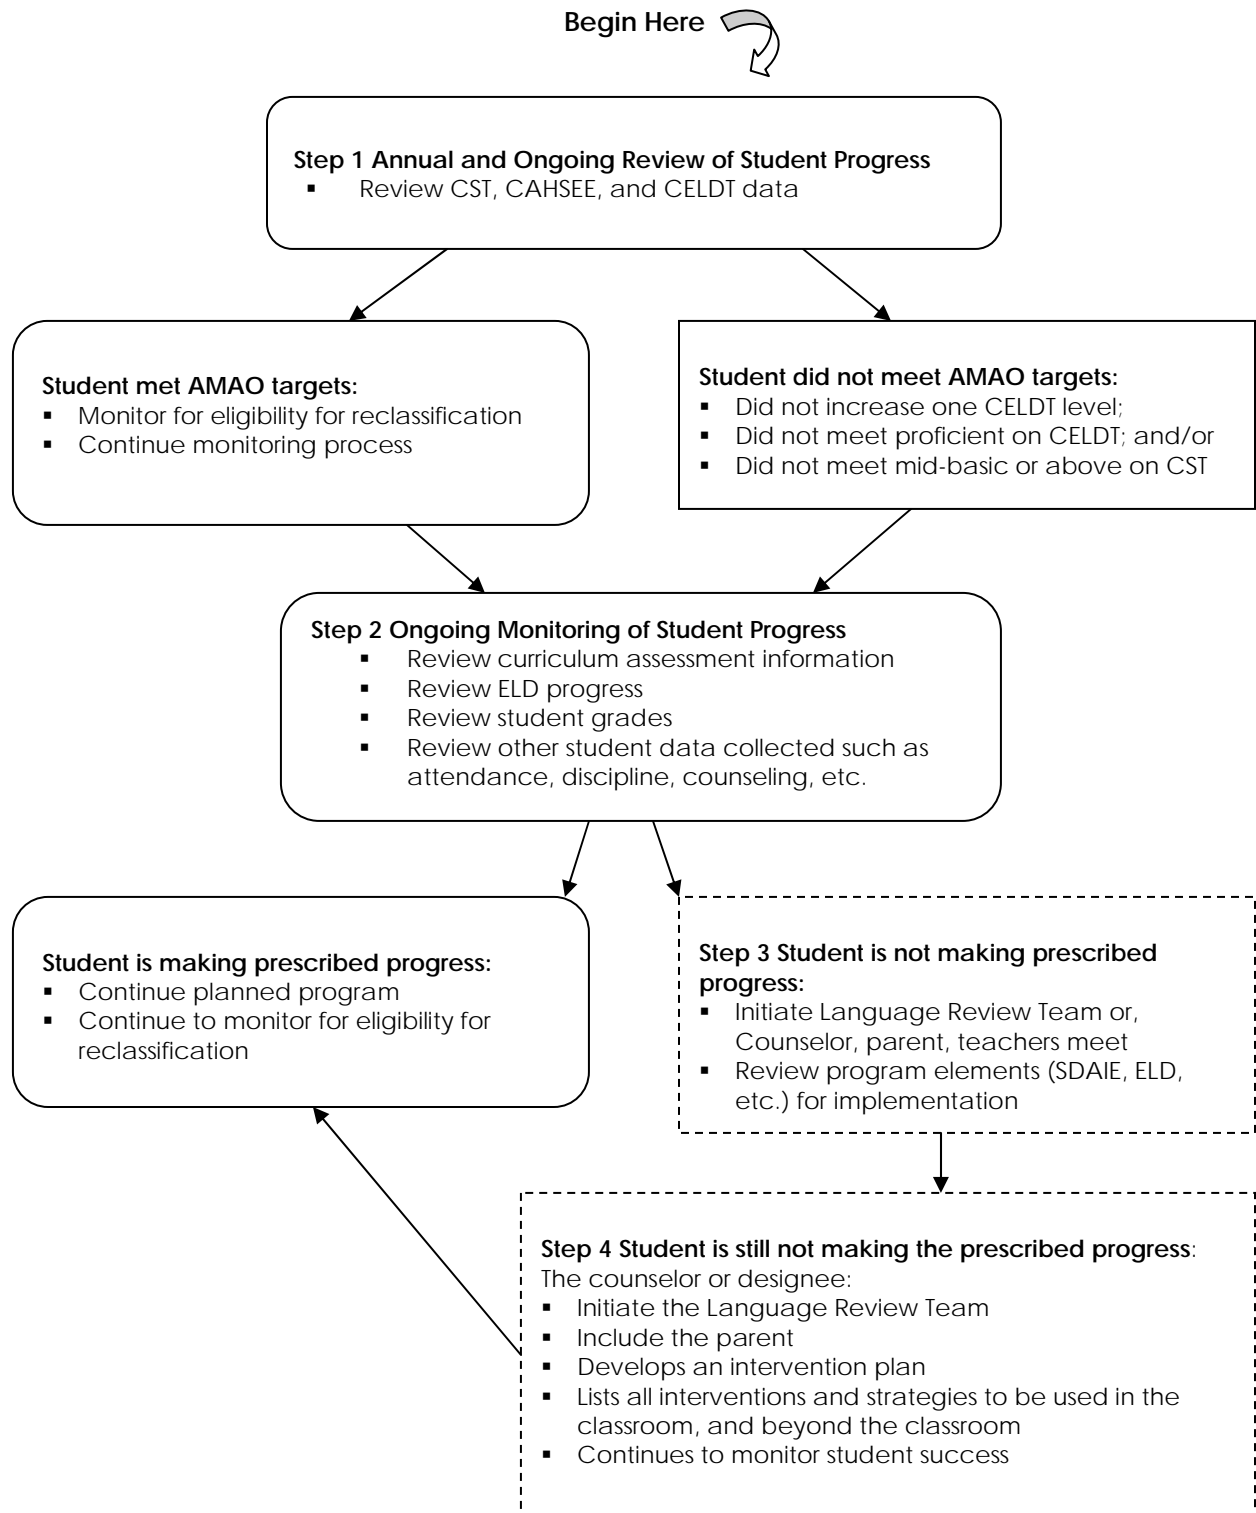 Begin Here
Step 1 Annual and Ongoing Review of Student Progress
▪ Review CST, CAHSEE, and CELDT data
Student met AMAO targets:
▪ Monitor for eligibility for reclassification
▪ Continue monitoring process
Student did not meet AMAO targets:
▪ Did not increase one CELDT level;
▪ Did not meet proficient on CELDT; and/or
▪ Did not meet mid-basic or above on CST
Step 2 Ongoing Monitoring of Student Progress
▪ Review curriculum assessment information
▪ Review ELD progress
▪ Review student grades
▪ Review other student data collected such as
attendance, discipline, counseling, etc.
Student is making prescribed progress:
▪ Continue planned program
▪ Continue to monitor for eligibility for
reclassification
Step 3 Student is not making prescribed
progress:
▪ Initiate Language Review Team or,
Counselor, parent, teachers meet
▪ Review program elements (SDAIE, ELD,
etc.) for implementation
Step 4 Student is still not making the prescribed progress:
The counselor or designee:
▪ Initiate the Language Review Team
▪ Include the parent
▪ Develops an intervention plan
▪ Lists all interventions and strategies to be used in the
classroom, and beyond the classroom
▪ Continues to monitor student success